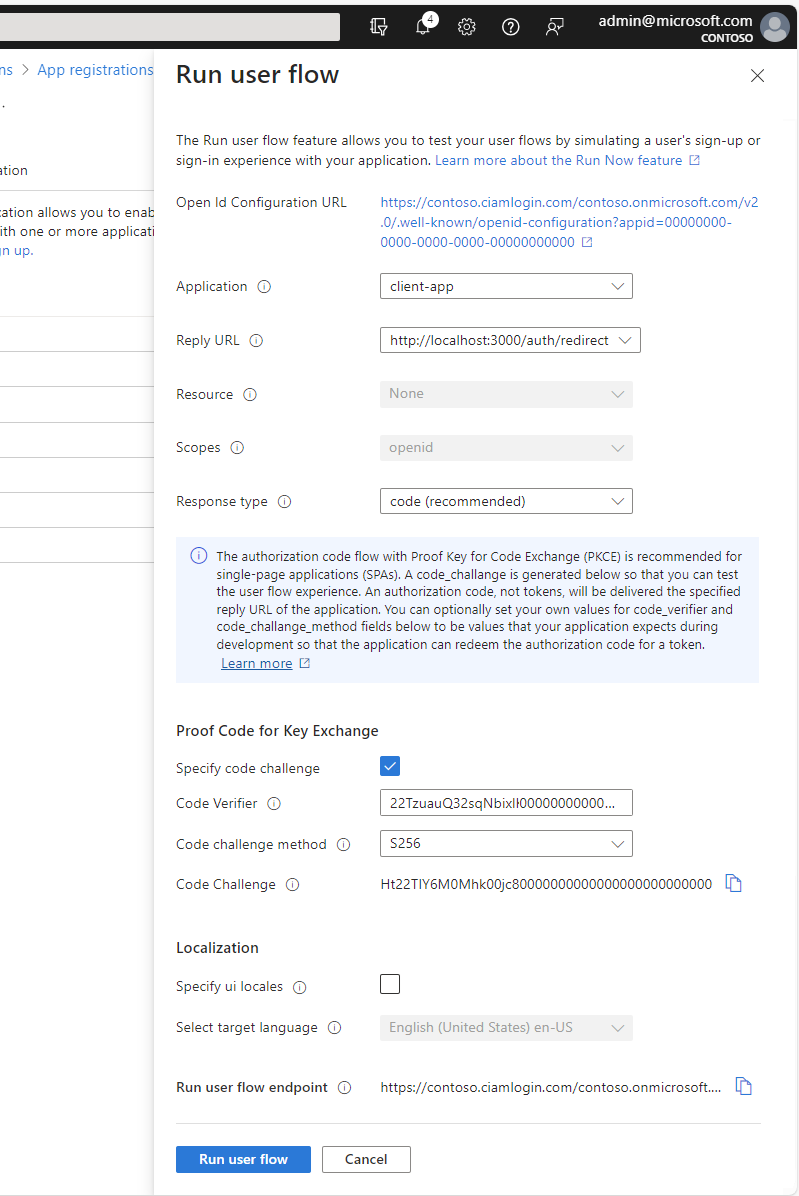 4
admin@microsoft.com
CONTOSO
ns > App registrations
.
Run user flow
ation
cation allows you to enab
ith one or more applicati
n up.
The Run user flow feature allows you to test your user flows by simulating a user's sign-up or
sign-in experience with your application. Learn more about the Run Now feature
Open Id Configuration URL
https://contoso.ciamlogin.com/contoso.onmicrosoft.com/v2
.0/.well-known/openid-configuration?appid=00000000-
0000-0000-0000-00000000000
Application
client-app
Reply URL
http://localhost:3000/auth/redirect
Resource
None
Scopes
openid
Response type
code (recommended)
The authorization code flow with Proof Key for Code Exchange (PKCE) is recommended for
single-page applications (SPAs). A code_challange is generated below so that you can test
the user flow experience. An authorization code, not tokens, will be delivered the specified
reply URL of the application. You can optionally set your own values for code_verifier and
code_challange_method fields below to be values that your application expects during
development so that the application can redeem the authorization code for a token.
Learn more
Proof Code for Key Exchange
Specify code challenge
Code Verifier
Code challenge method
S256
Code Challenge
Localization
Specify ui locales
Select target language
English (United States) en-US
Run user flow endpoint
https://contoso.ciamlogin.com/contoso.onmicrosoft....
Run user flow
Cancel